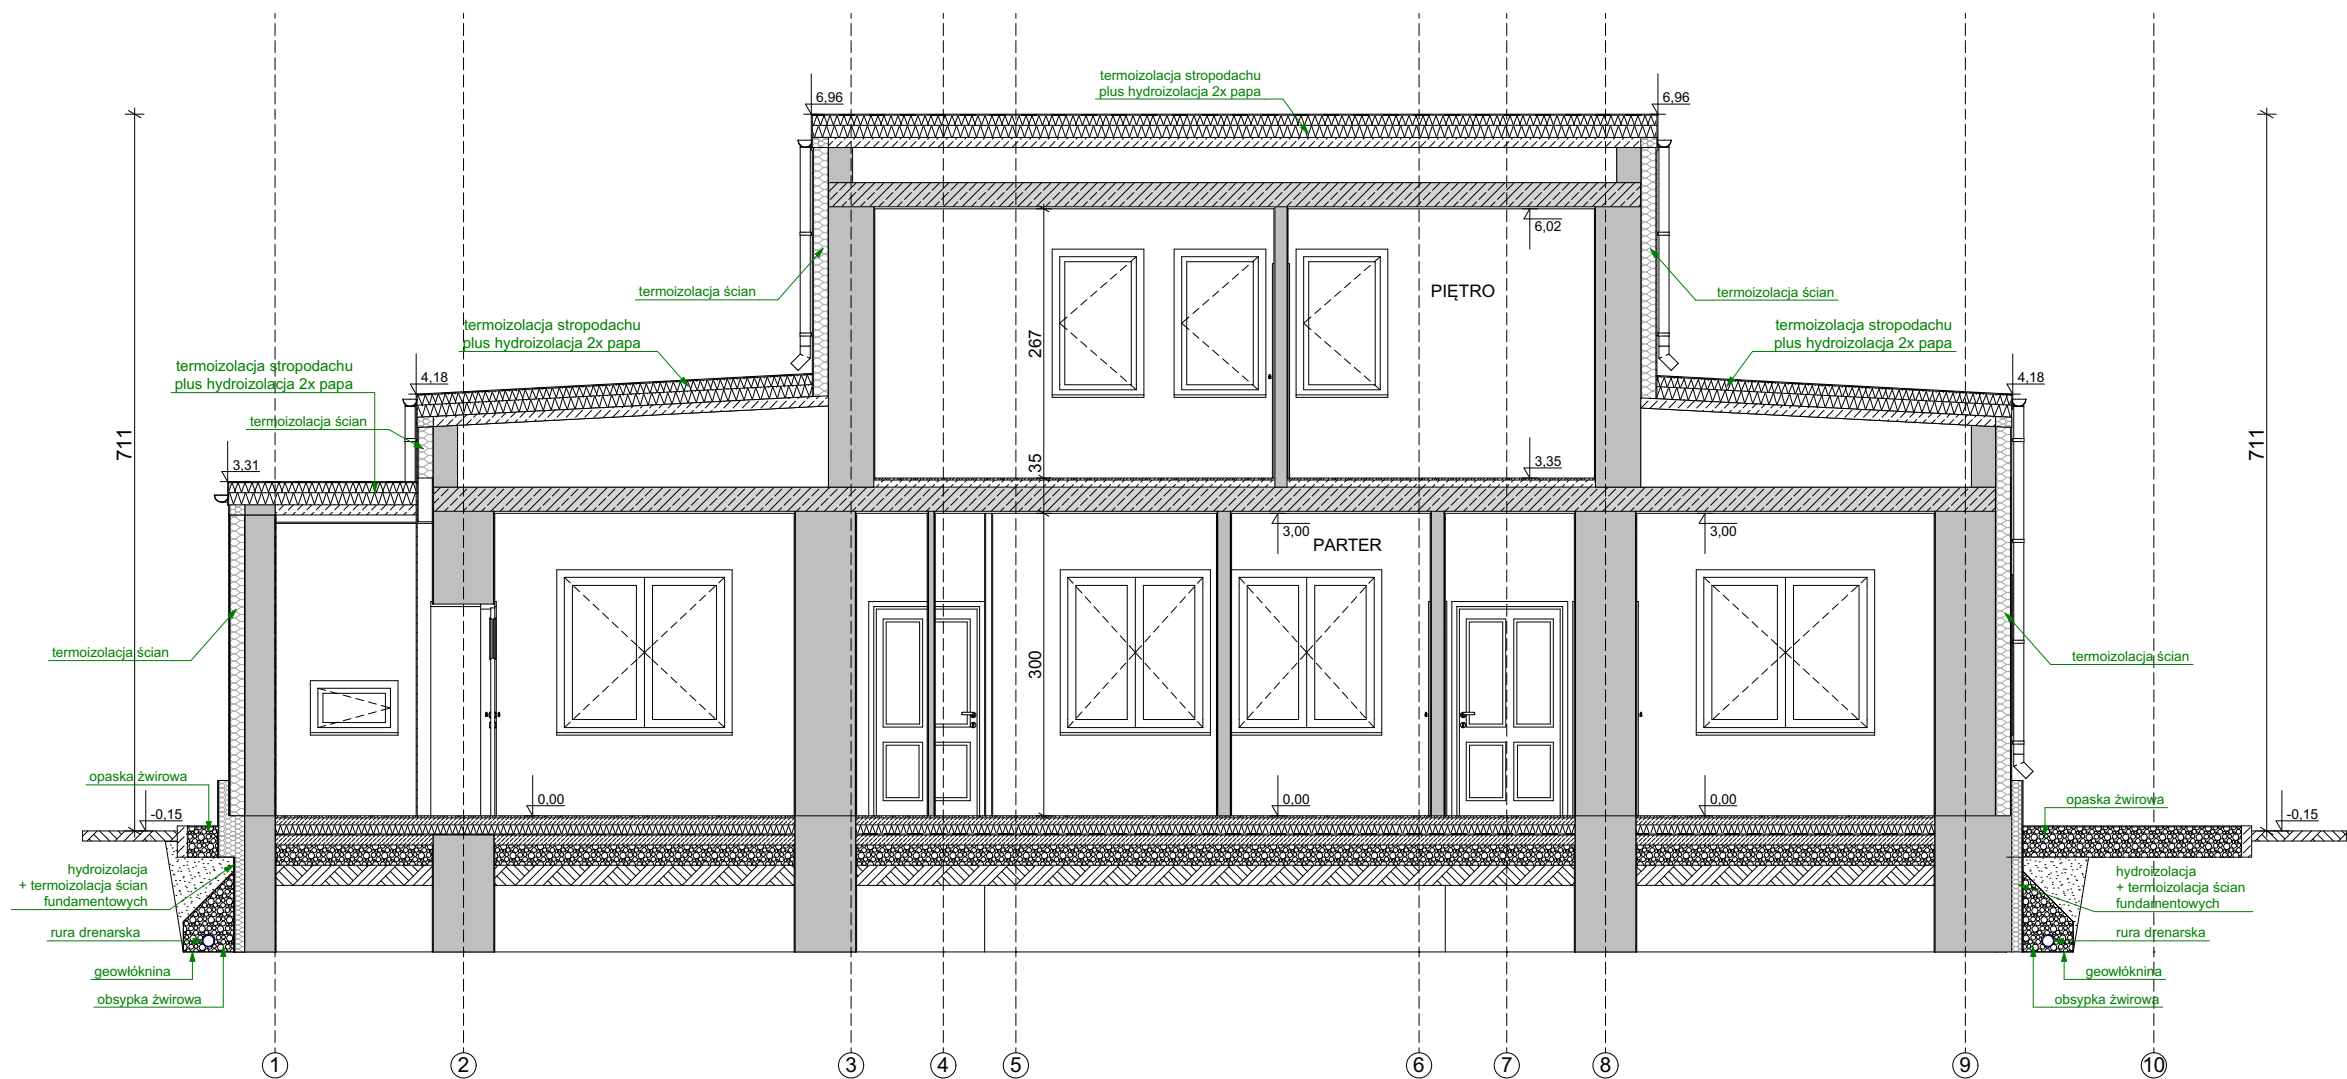 termoizolacja stropodachu
plus hydroizolacja 2x papa
6,96
6,96
711
711
6,02
termoizolacja ścian
PIĘTRO
termoizolacja ścian
termoizolacja stropodachu
plus hydroizolacja 2x papa
termoizolacja stropodachu
plus hydroizolacja 2x papa
267
termoizolacja stropodachu
plus hydroizolacja 2x papa
4,18
4,18
termoizolacja ścian
3,31
35
3,35
3,00
PARTER
3,00
300
termoizolacja ścian
termoizolacja ścian
opaska żwirowa
0,00
0,00
0,00
opaska żwirowa
-0,15
-0,15
hydroizolacja
+ termoizolacja ścian
fundamentowych
hydroizolacja
+ termoizolacja ścian
fundamentowych
rura drenarska
rura drenarska
geowłóknina
geowłóknina
obsypka żwirowa
obsypka żwirowa
1 2 3 4 5 6 7 8 9 10